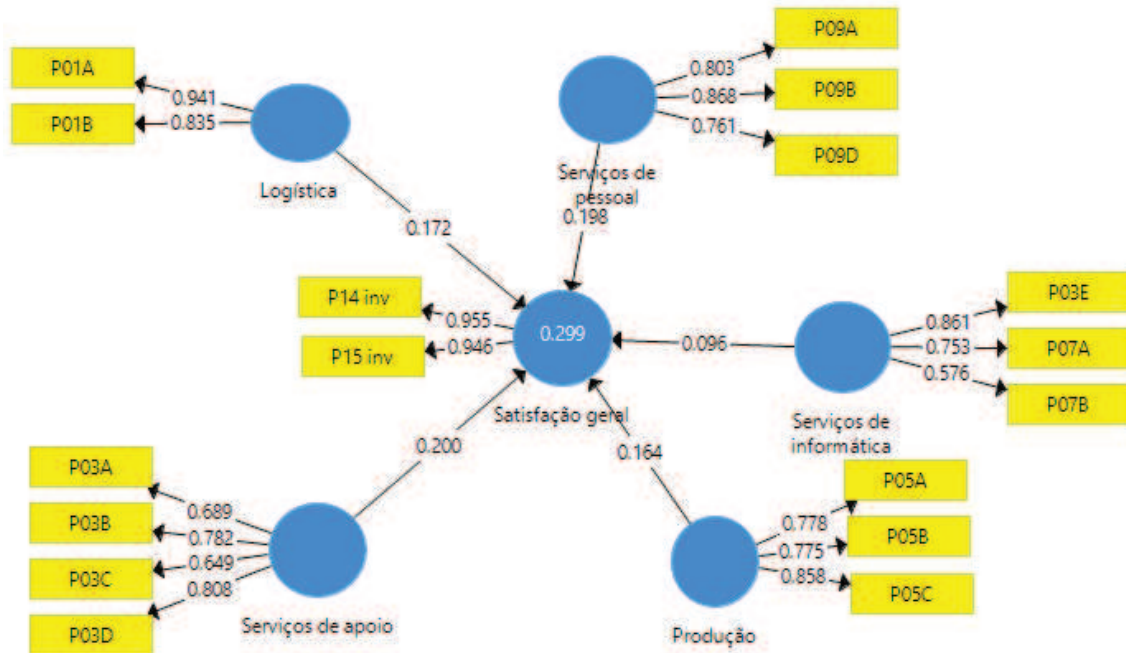 P01A
0.941
P01B
0.835
Logística
P09A
0.803
P09B
0.868
P09D
0.761
Serviços de
pessoal
0.198
0.172
P14 inv
0.955
P15 inv
0.946
0.299
Satisfação geral
0.096
P03E
0.861
P07A
0.753
P07B
0.576
Serviços de
informática
0.200
0.164
P03A
0.689
P03B
0.782
P03C
0.649
P03D
0.808
Serviços de apoio
P05A
0.778
P05B
0.775
P05C
0.858
Produção